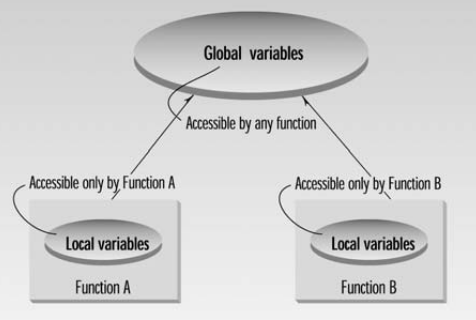 Global variables
Accessible by any function
Accessible only by Function A
Accessible only by Function B
Local variables
Local variables
Function A
Function B